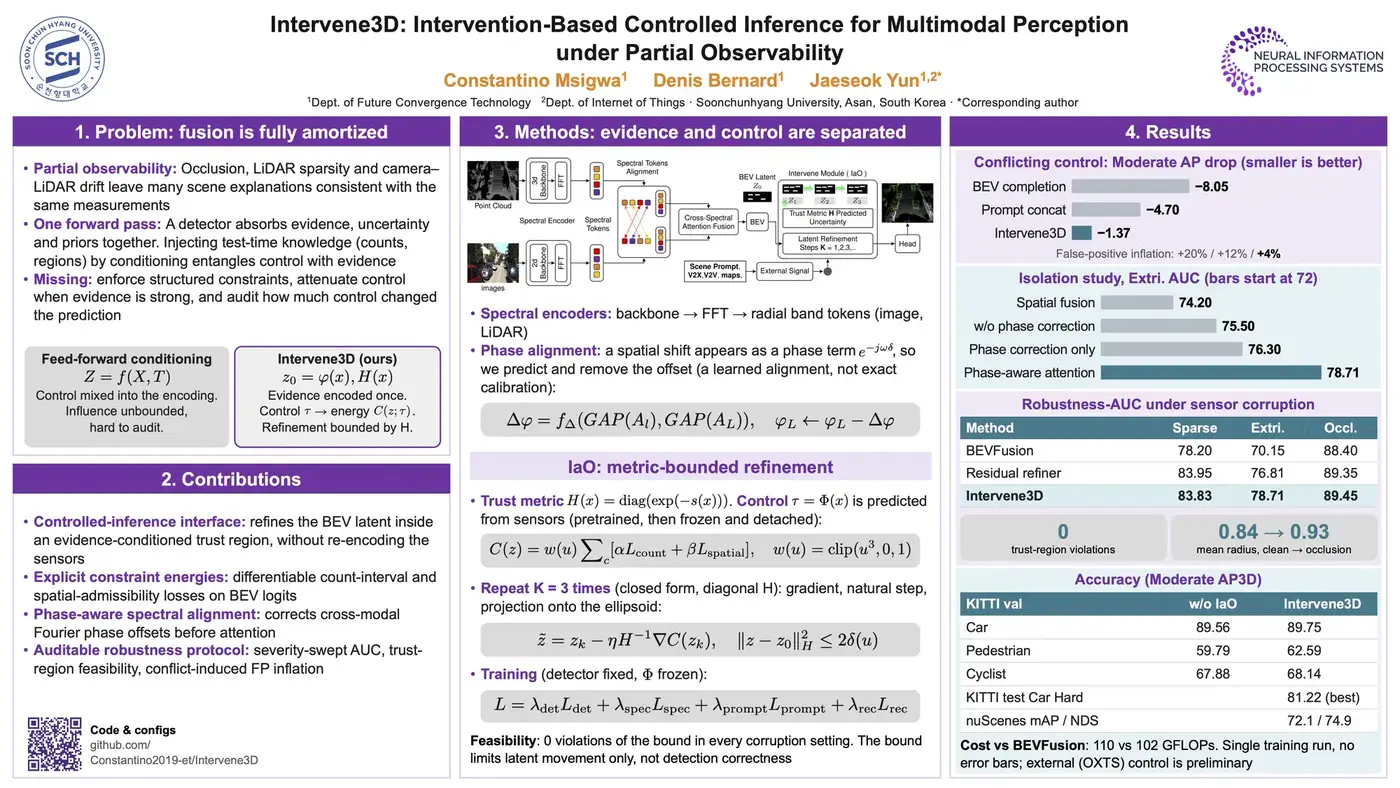 Intervene3D: Intervention-Based Controlled Inference for Multimodal Perception
under Partial Observability
Constantino Msigwa1 Denis Bernard1 Jaeseok Yun1,2*
1Dept. of Future Convergence Technology 2Dept. of Internet of Things · Soonchunhyang University, Asan, South Korea · *Corresponding author
SOON CHUN HYANG UNIVERSITY
SCH
순천향대학교
NEURAL INFORMATION
PROCESSING SYSTEMS
1. Problem: fusion is fully amortized
• Partial observability: Occlusion, LiDAR sparsity and camera–
LiDAR drift leave many scene explanations consistent with the
same measurements
• One forward pass: A detector absorbs evidence, uncertainty
and priors together. Injecting test-time knowledge (counts,
regions) by conditioning entangles control with evidence
• Missing: enforce structured constraints, attenuate control
when evidence is strong, and audit how much control changed
the prediction
Feed-forward conditioning
Z = f(X, T)
Control mixed into the encoding.
Influence unbounded,
hard to audit.
Intervene3D (ours)
z₀ = φ(x), H(x)
Evidence encoded once.
Control τ → energy C(z; τ).
Refinement bounded by H.
2. Contributions
• Controlled-inference interface: refines the BEV latent inside
an evidence-conditioned trust region, without re-encoding the
sensors
• Explicit constraint energies: differentiable count-interval and
spatial-admissibility losses on BEV logits
• Phase-aware spectral alignment: corrects cross-modal
Fourier phase offsets before attention
• Auditable robustness protocol: severity-swept AUC, trust-
region feasibility, conflict-induced FP inflation
Code & configs
github.com/
Constantino2019-et/Intervene3D
3. Methods: evidence and control are separated
Point Cloud
images
3d Backbone
FFT
2d Backbone
FFT
Spectral Encoder
Spectral Tokens
Spectral Tokens Alignment
Cross-Spectral Attention Fusion
BEV
BEV Latent
Z₀
Intervene Module ( IaO )
Z₁ Z₂ Z₃
Trust Metric H Predicted Uncertainty
Latent Refinement Steps K = 1,2,3,..
Head
Scene Prompt, V2X,V2V, maps,
External Signal
• Spectral encoders: backbone → FFT → radial band tokens (image,
LiDAR)
• Phase alignment: a spatial shift appears as a phase term e^{−jωδ}, so
we predict and remove the offset (a learned alignment, not exact
calibration):
Δφ = f_Δ(GAP(A_l), GAP(A_L)), φ_L ← φ_L − Δφ
IaO: metric-bounded refinement
• Trust metric H(x) = diag(exp(−s(x))). Control τ = Φ(x) is predicted
from sensors (pretrained, then frozen and detached):
C(z) = w(u) ∑_c [αL_count + βL_spatial], w(u) = clip(u³, 0, 1)
• Repeat K = 3 times (closed form, diagonal H): gradient, natural step,
projection onto the ellipsoid:
z̃ = z_k − ηH⁻¹∇C(z_k), ‖z − z₀‖²_H ≤ 2δ(u)
• Training (detector fixed, Φ frozen):
L = λ_det L_det + λ_spec L_spec + λ_prompt L_prompt + λ_rec L_rec
Feasibility: 0 violations of the bound in every corruption setting. The bound
limits latent movement only, not detection correctness
4. Results
Conflicting control: Moderate AP drop (smaller is better)
BEV completion −8.05
Prompt concat −4.70
Intervene3D −1.37
False-positive inflation: +20% / +12% / +4%
Isolation study, Extri. AUC (bars start at 72)
Spatial fusion 74.20
w/o phase correction 75.50
Phase correction only 76.30
Phase-aware attention 78.71
Robustness-AUC under sensor corruption
Method Sparse Extri. Occl.
BEVFusion 78.20 70.15 88.40
Residual refiner 83.95 76.81 89.35
Intervene3D 83.83 78.71 89.45
0
trust-region violations
0.84 → 0.93
mean radius, clean → occlusion
Accuracy (Moderate AP3D)
KITTI val w/o IaO Intervene3D
Car 89.56 89.75
Pedestrian 59.79 62.59
Cyclist 67.88 68.14
KITTI test Car Hard 81.22 (best)
nuScenes mAP / NDS 72.1 / 74.9
Cost vs BEVFusion: 110 vs 102 GFLOPs. Single training run, no
error bars; external (OXTS) control is preliminary